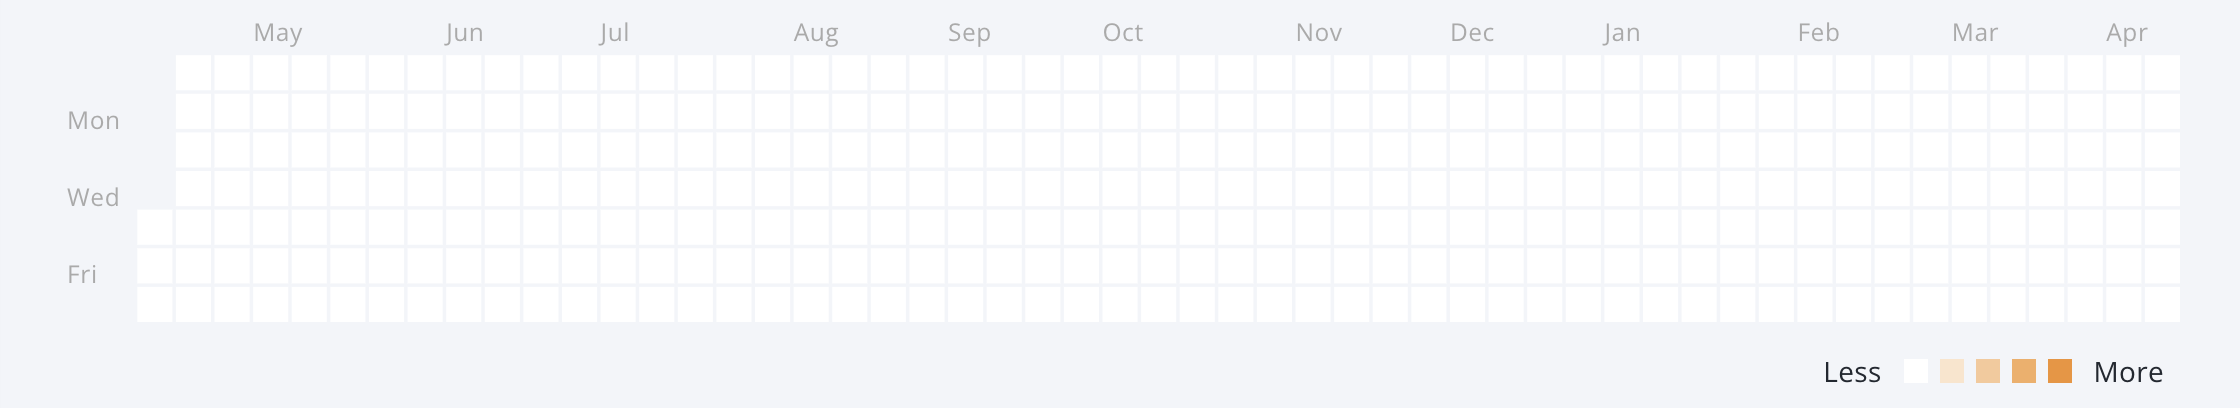 May Jun Jul Aug Sep Oct Nov Dec Jan Feb Mar Apr
Mon
Wed
Fri
Less More